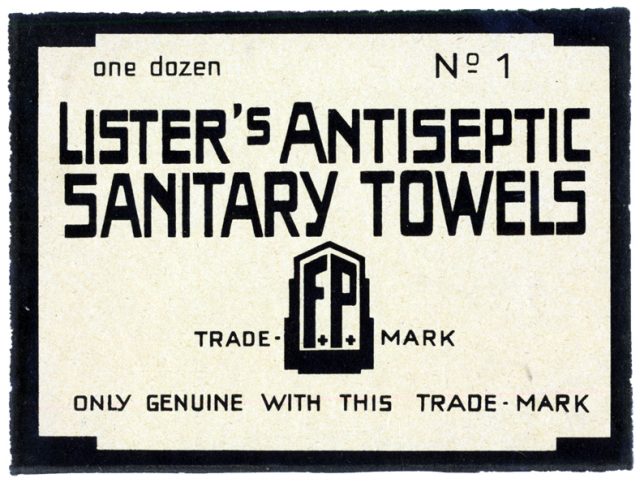 one dozen Nº 1
LISTER'S ANTISEPTIC
SANITARY TOWELS
F.P.
TRADE- MARK
ONLY GENUINE WITH THIS TRADE-MARK